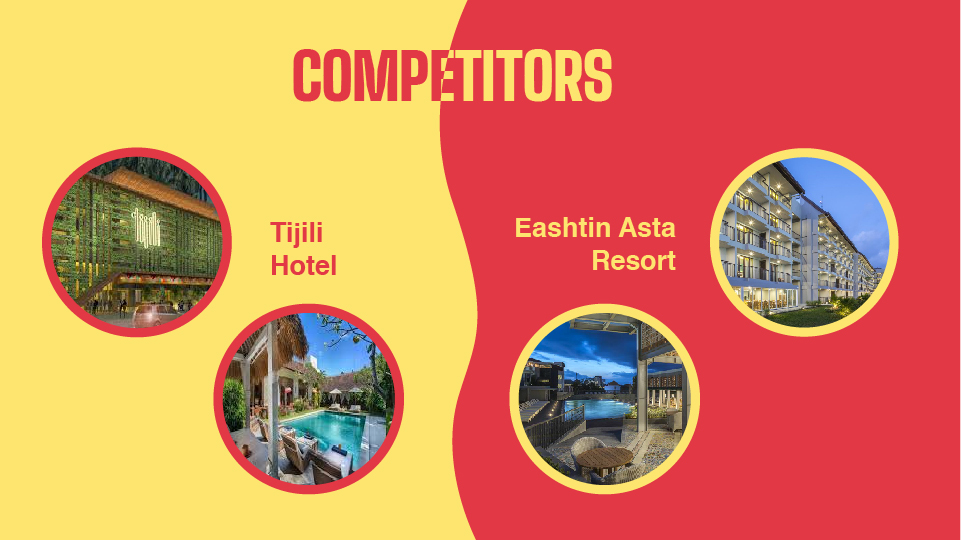 COMPETITORS
Tijili
Hotel
Eashtin Asta
Resort